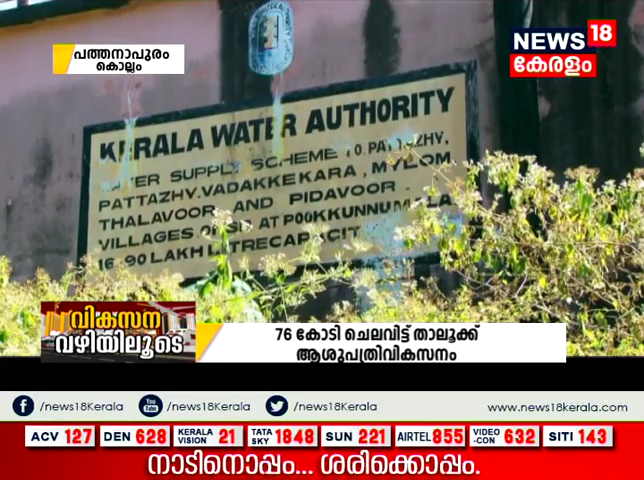 പത്തനാപുരം
കൊല്ലം
NEWS 18
കേരളം
KERALA WATER AUTHORITY
WATER SUPPLY SCHEME TO PATTAZHY,
PATTAZHY.VADAKKEKARA, MYLOM
THALAVOOR AND PIDAVOOR
VILLAGES AT POOKKUNNUMALA
16.90 LAKH LITRE CAPACITY
വികസന
വഴിയിലൂടെ
76 കോടി ചെലവിട്ട് താലൂക്ക്
ആശുപത്രിവികസനം
/news18Kerala /news18Kerala /news18Kerala www.news18kerala.com
ACV 127 DEN 628 KERALA VISION 21 TATA SKY 1848 SUN 221 AIRTEL 855 VIDEO -CON 632 SITI 143
നാടിനൊപ്പം... ശരിക്കൊപ്പം.